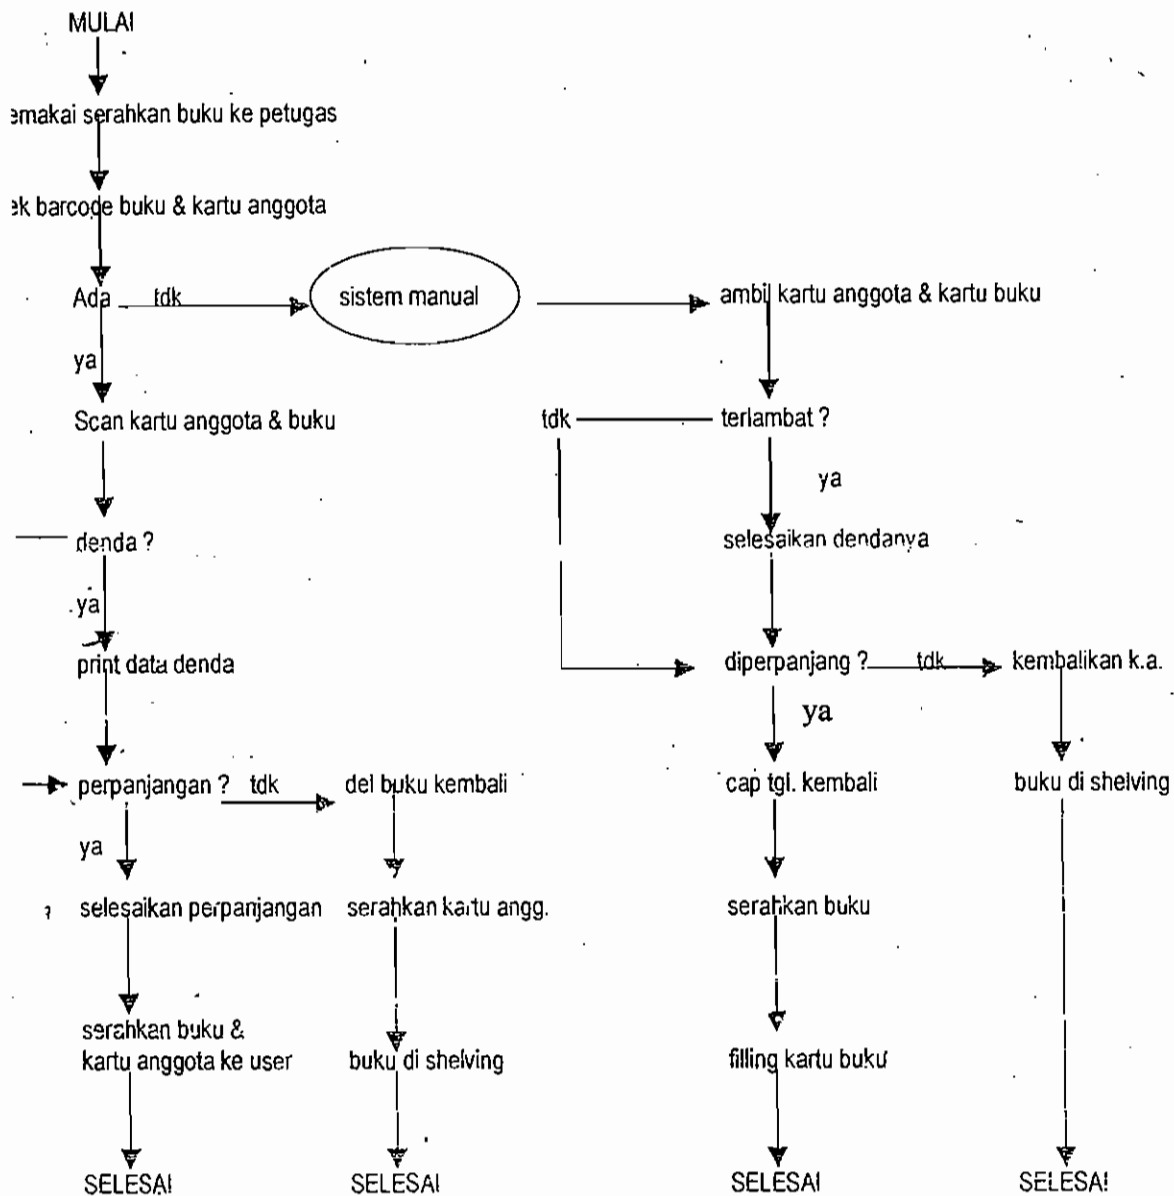 MULAI
emakai serahkan buku ke petugas
ek barcode buku & kartu anggota
Ada tdk sistem manual ambil kartu anggota & kartu buku
ya
Scan kartu anggota & buku tdk terlambat ?
ya
denda ? selesaikan dendanya
ya
print data denda diperpanjang ? tdk kembalikan k.a.
ya
perpanjangan ? tdk del buku kembali cap tgl. kembali buku di shelving
ya
selesaikan perpanjangan serahkan kartu angg. serahkan buku
serahkan buku &
kartu anggota ke user buku di shelving filling kartu buku
SELESAI SELESAI SELESAI SELESAI